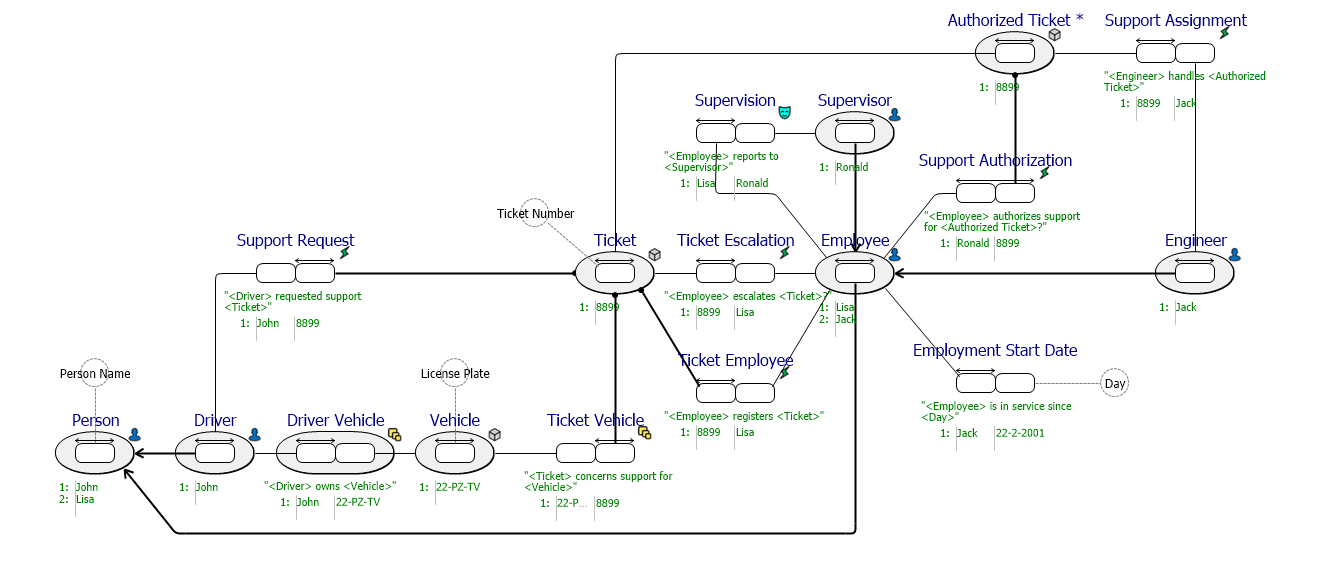 Authorized Ticket *
Support Assignment
"<Engineer> handles <Authorized
Ticket>"
1: 8899 Jack
1: 8899
Supervision
Supervisor
"<Employee> reports to
<Supervisor>"
1: Lisa Ronald
1: Ronald
Support Authorization
"<Employee> authorizes support
for <Authorized Ticket>?"
1: Ronald 8899
Ticket Number
Support Request
"<Driver> requested support
<Ticket>"
1: John 8899
Ticket
1: 8899
Ticket Escalation
"<Employee> escalates <Ticket>?"
1: 8899 Lisa
Employee
1: Lisa
2: Jack
Engineer
1: Jack
Ticket Employee
"<Employee> registers <Ticket>"
1: 8899 Lisa
Employment Start Date
Day
"<Employee> is in service since
<Day>"
1: Jack 22-2-2001
Person Name
License Plate
Person
1: John
2: Lisa
Driver
1: John
Driver Vehicle
"<Driver> owns <Vehicle>"
1: John 22-PZ-TV
Vehicle
1: 22-PZ-TV
Ticket Vehicle
"<Ticket> concerns support for
<Vehicle>"
1: 22-P... 8899